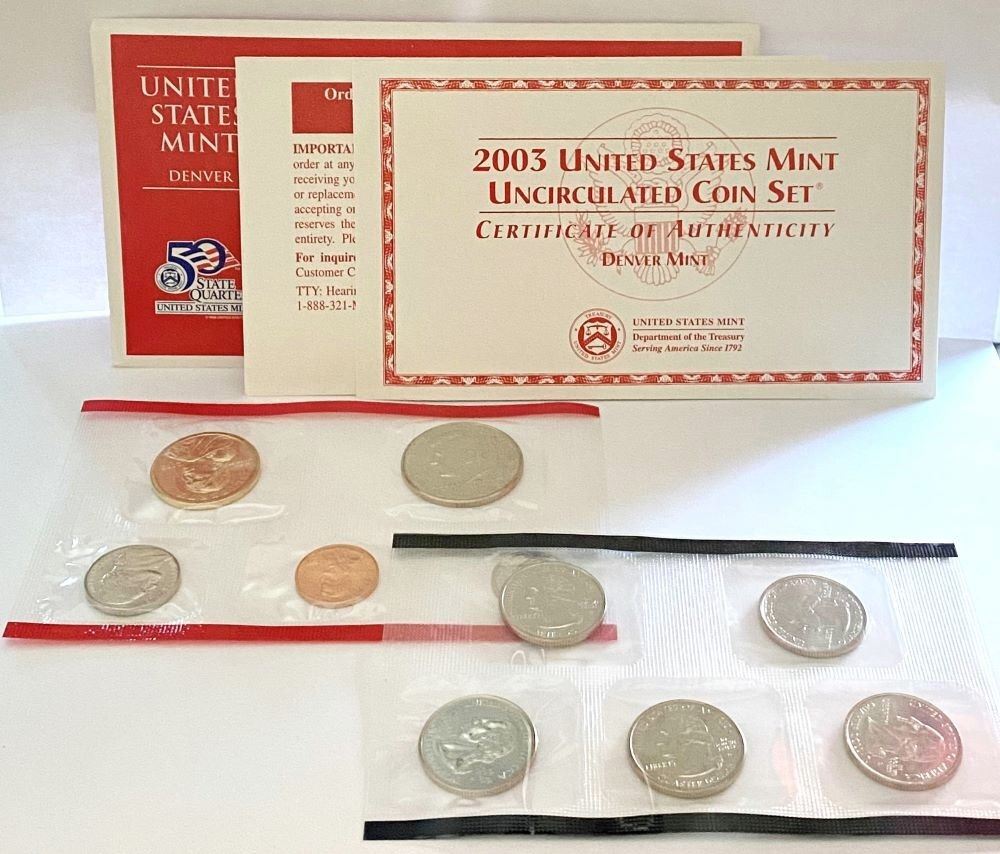 UNITE
STATES
MINT
DENVER
50
STATE
QUARTE
UNITED STATES MI
Ord
IMPORTA
order at any
receiving yo
or replacem
accepting or
reserves the
entirety. Ple
For inquir
Customer C
TTY: Heari
1-888-321-M
2003 UNITED STATES MINT
UNCIRCULATED COIN SET®
CERTIFICATE OF AUTHENTICITY
DENVER MINT
UNITED STATES MINT
Department of the Treasury
Serving America Since 1792